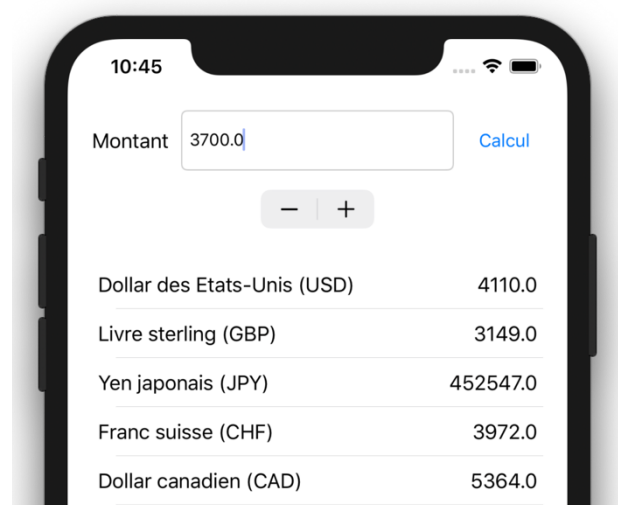 10:45
Montant 3700.0 Calcul
− +
Dollar des Etats-Unis (USD) 4110.0
Livre sterling (GBP) 3149.0
Yen japonais (JPY) 452547.0
Franc suisse (CHF) 3972.0
Dollar canadien (CAD) 5364.0